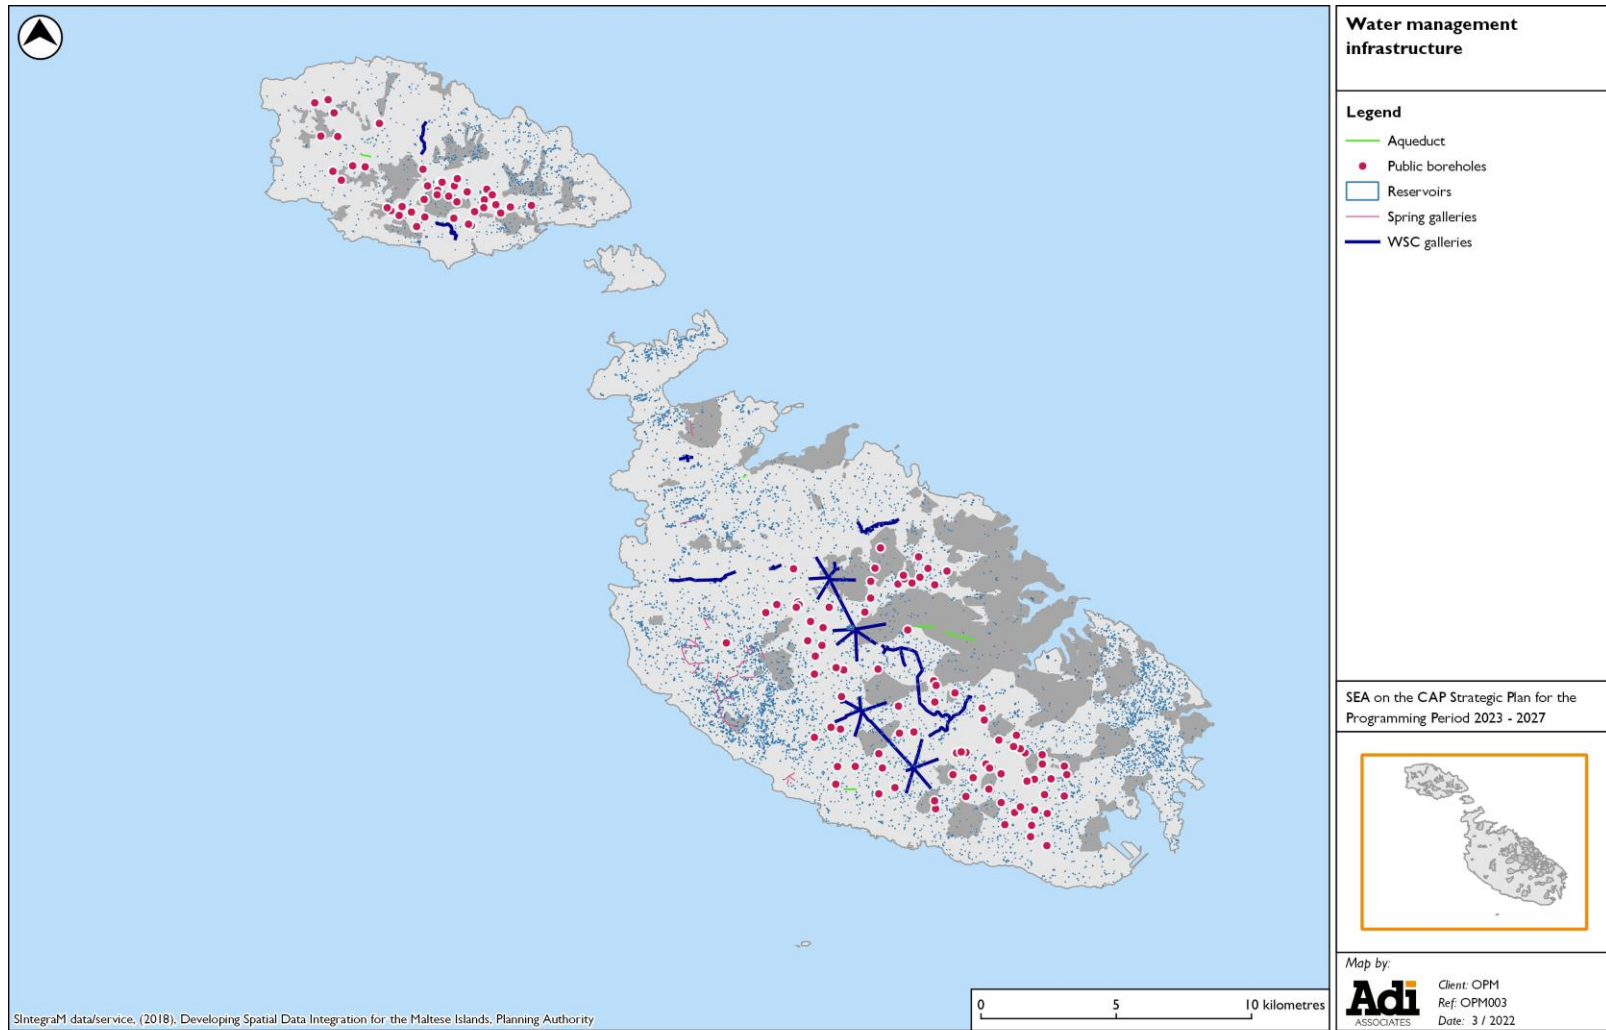 Water management
infrastructure
Legend
Aqueduct
Public boreholes
Reservoirs
Spring galleries
WSC galleries
SEA on the CAP Strategic Plan for the
Programming Period 2023 - 2027
Map by:
Adi
ASSOCIATES
Client: OPM
Ref: OPM003
Date: 3 / 2022
0 5 10 kilometres
SIntegraM data/service, (2018), Developing Spatial Data Integration for the Maltese Islands, Planning Authority